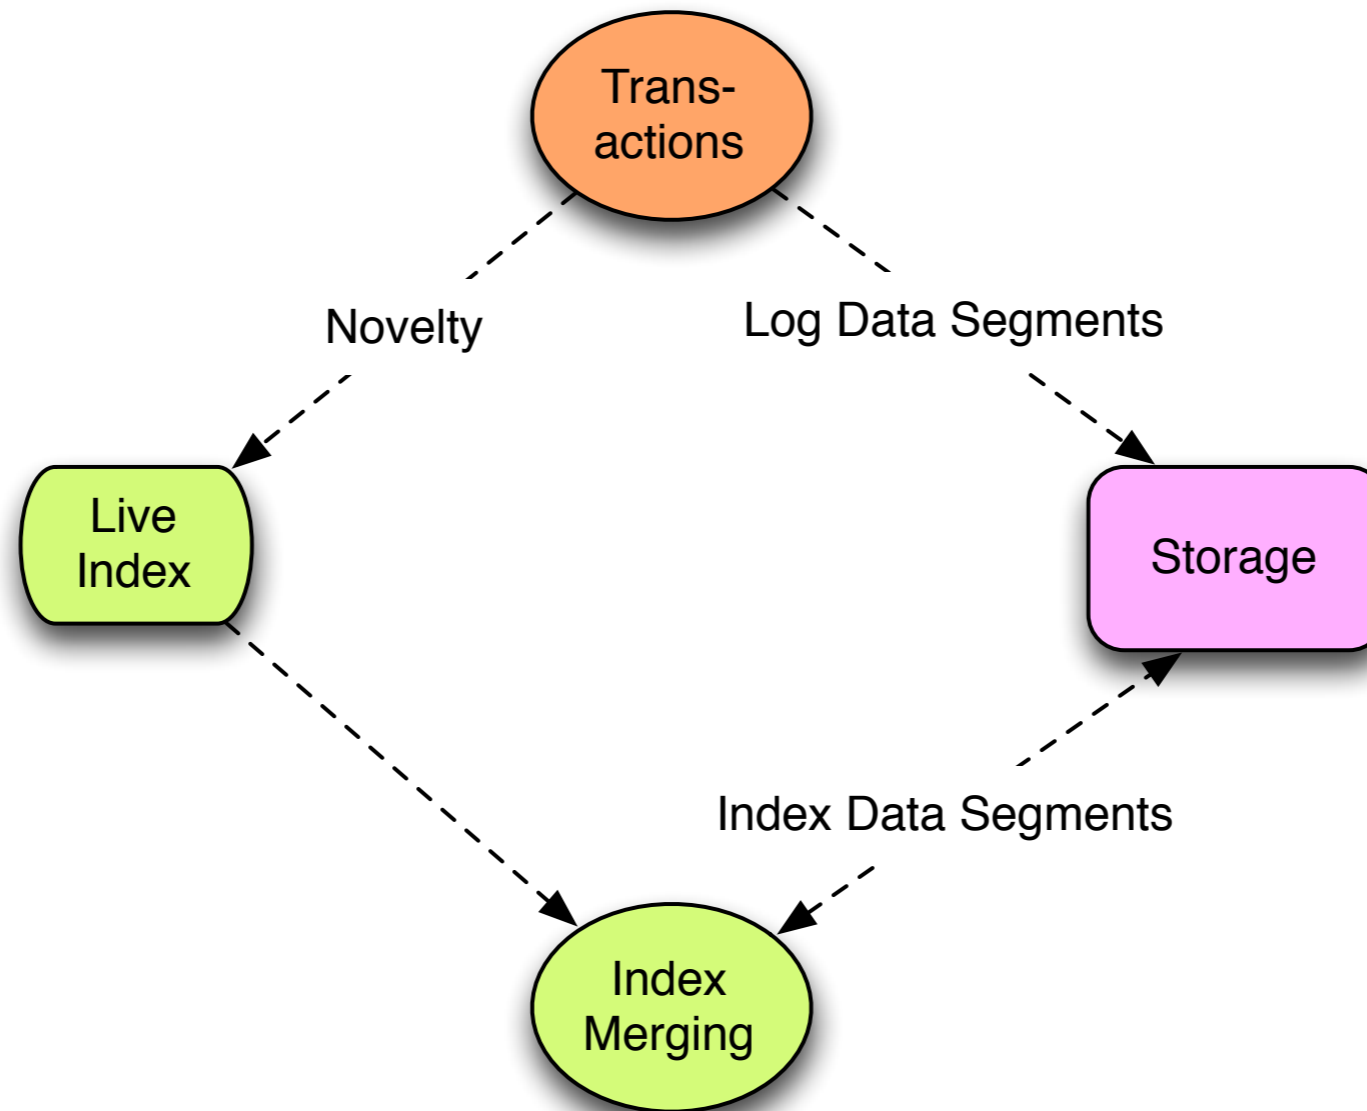 Trans-
actions
Novelty
Log Data Segments
Live
Index
Storage
Index Data Segments
Index
Merging